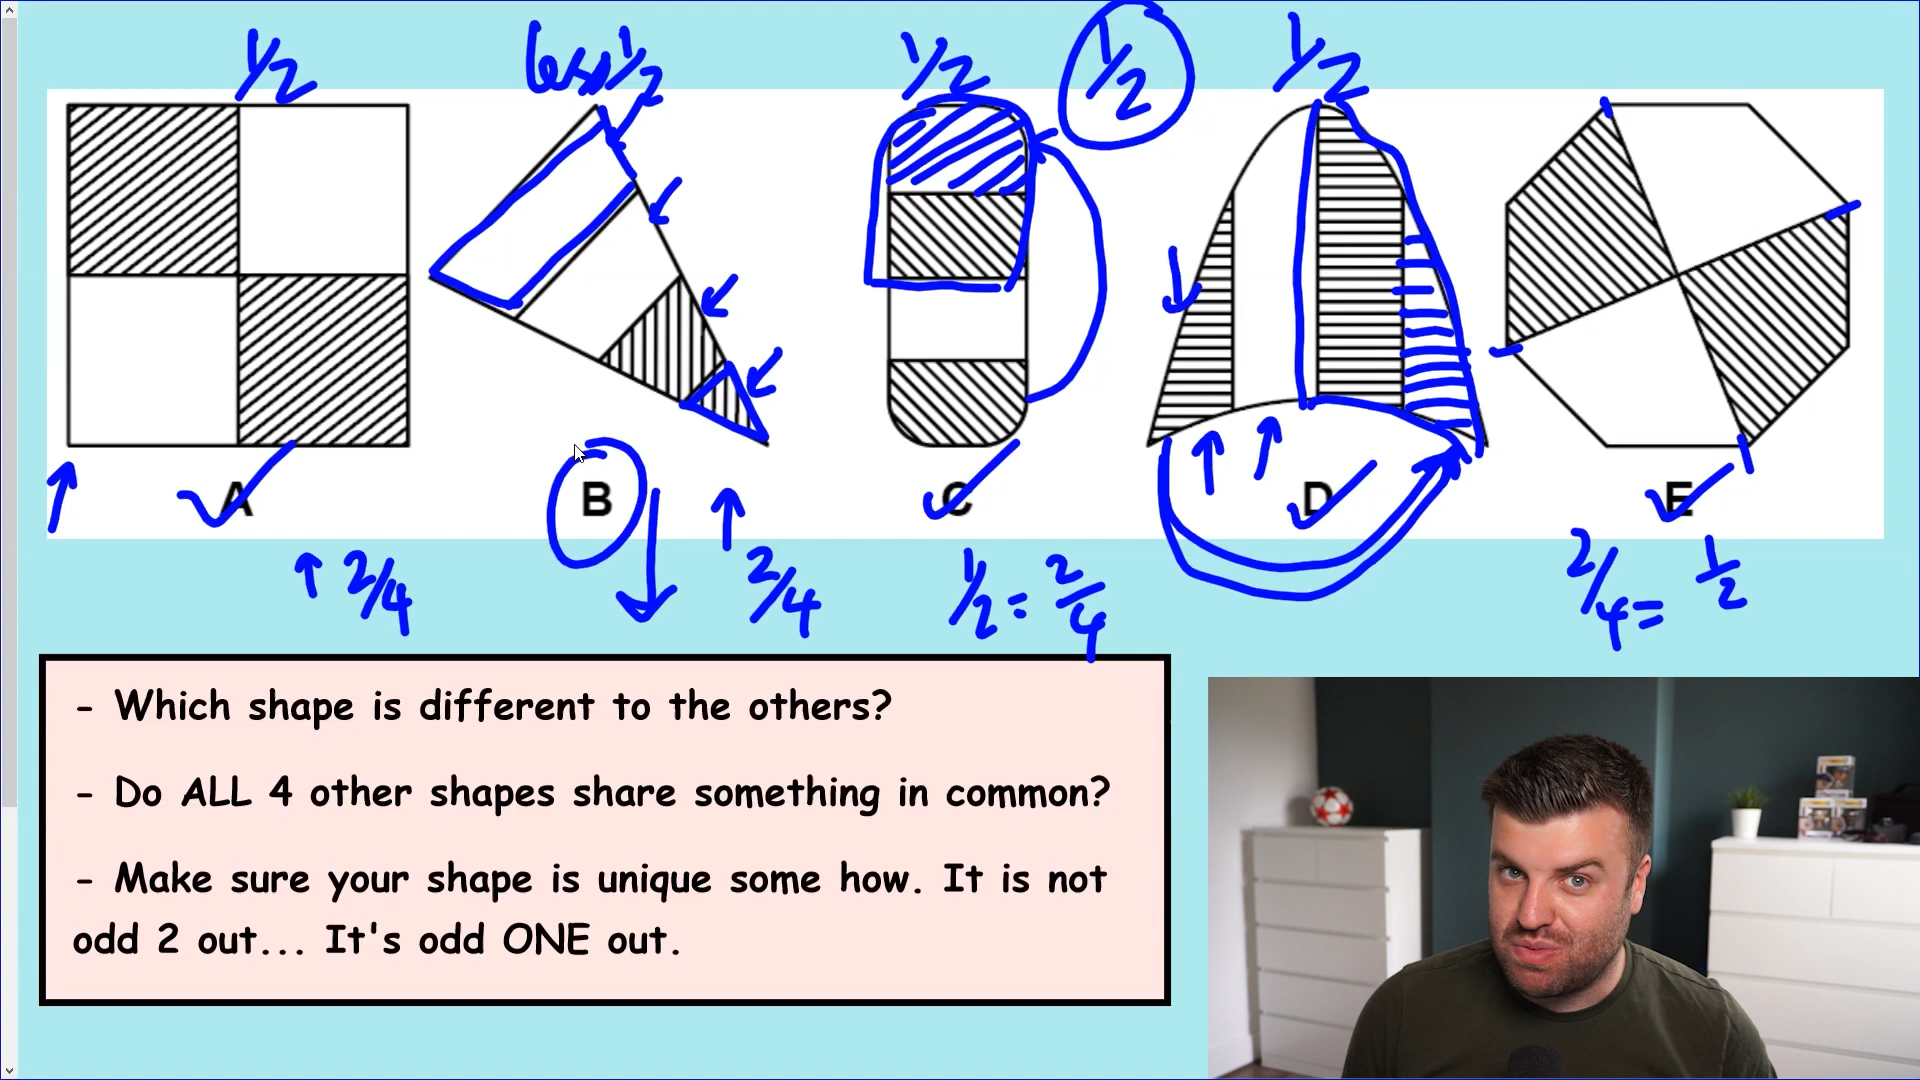 1/2 less 1/2 1/2 1/2 1/2
A B C D E
2/4 2/4 1/2 = 2/4 2/4 = 1/2
- Which shape is different to the others?
- Do ALL 4 other shapes share something in common?
- Make sure your shape is unique some how. It is not
odd 2 out... It's odd ONE out.